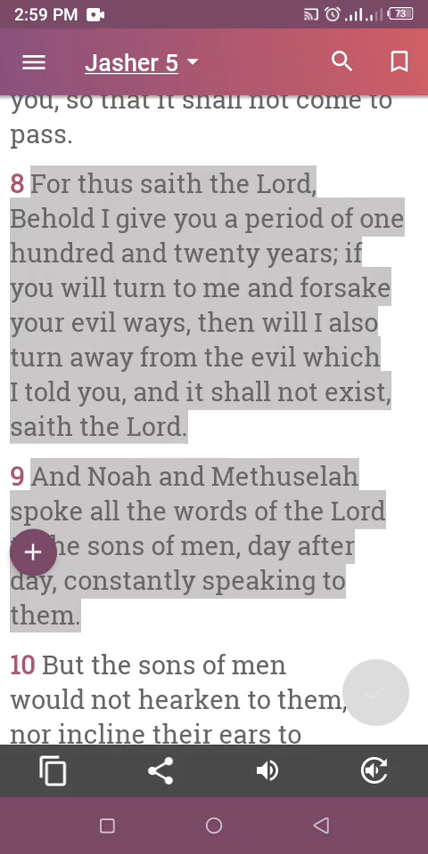 2:59 PM 73
Jasher 5
you, so that it shall not come to
pass.
8 For thus saith the Lord,
Behold I give you a period of one
hundred and twenty years; if
you will turn to me and forsake
your evil ways, then will I also
turn away from the evil which
I told you, and it shall not exist,
saith the Lord.
9 And Noah and Methuselah
spoke all the words of the Lord
he sons of men, day after
day, constantly speaking to
them.
10 But the sons of men
would not hearken to them,
nor incline their ears to